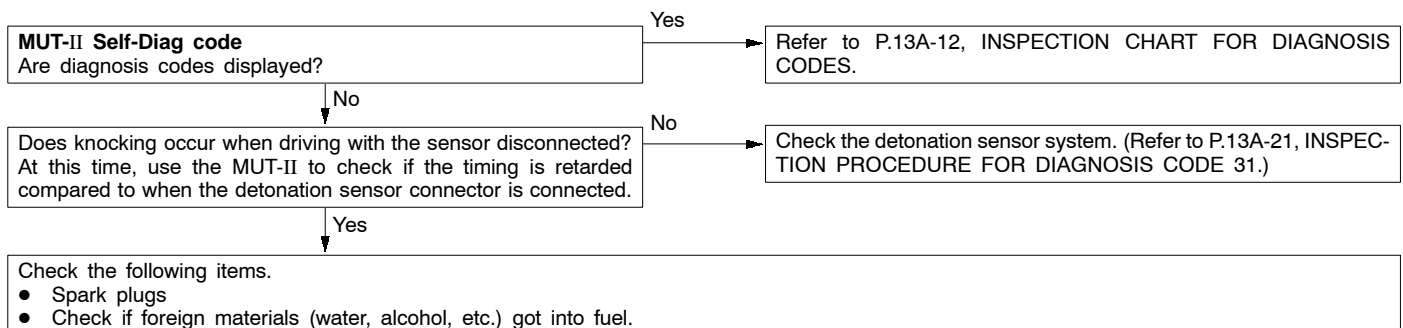 Yes
MUT-II Self-Diag code
Are diagnosis codes displayed?
Refer to P.13A-12, INSPECTION CHART FOR DIAGNOSIS
CODES.
No
Does knocking occur when driving with the sensor disconnected?
At this time, use the MUT-II to check if the timing is retarded
compared to when the detonation sensor connector is connected.
No
Check the detonation sensor system. (Refer to P.13A-21, INSPEC-
TION PROCEDURE FOR DIAGNOSIS CODE 31.)
Yes
Check the following items.
● Spark plugs
● Check if foreign materials (water, alcohol, etc.) got into fuel.